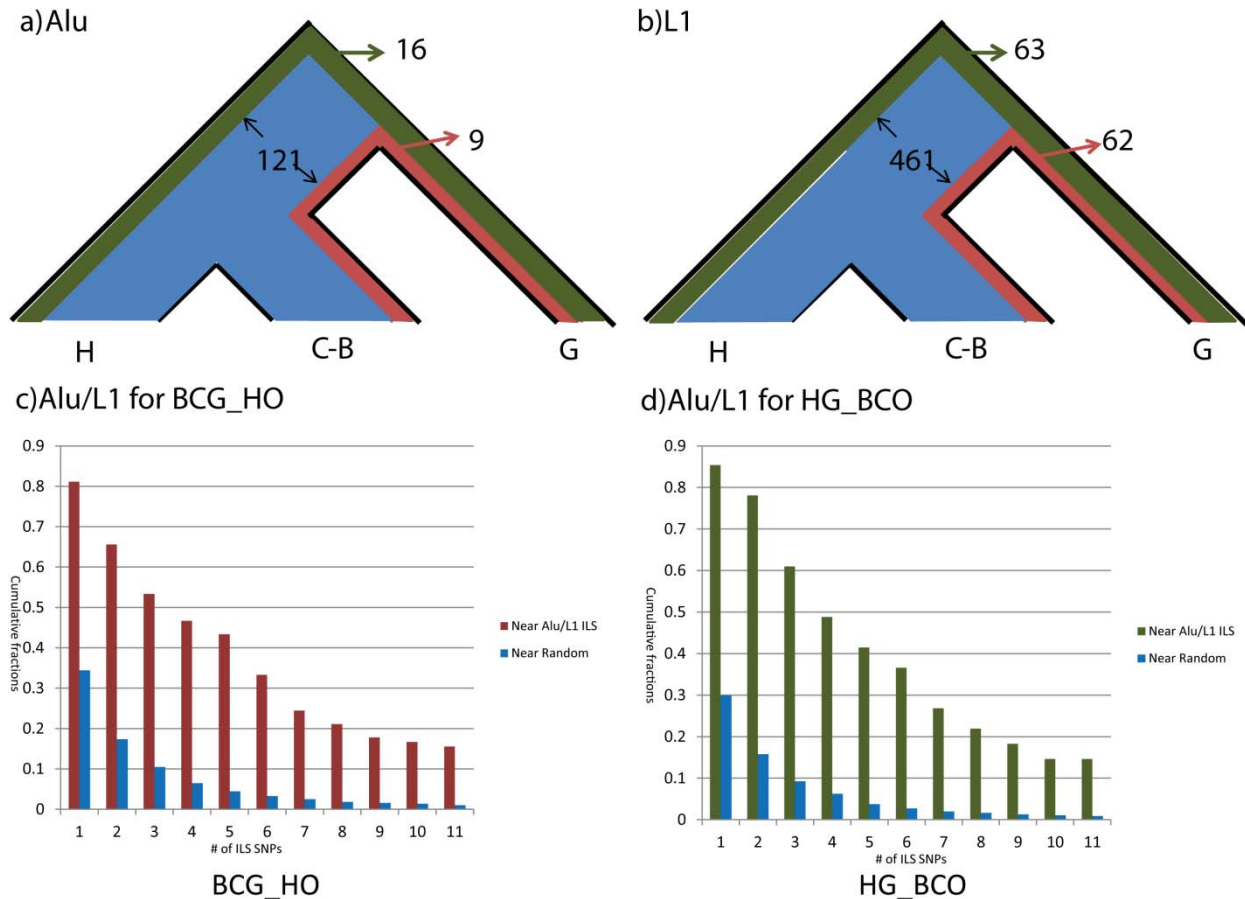 a)Alu
16
9
121
H
C-B
G
b)L1
63
62
461
H
C-B
G
c)Alu/L1 for BCG_HO
0.9
0.8
0.7
0.6
0.5
0.4
0.3
0.2
0.1
0
Cumulative fractions
1 2 3 4 5 6 7 8 9 10 11
# of ILS SNPs
BCG_HO
Near Alu/L1 ILS
Near Random
d)Alu/L1 for HG_BCO
0.9
0.8
0.7
0.6
0.5
0.4
0.3
0.2
0.1
0
Cumulative fractions
1 2 3 4 5 6 7 8 9 10 11
# of ILS SNPs
HG_BCO
Near Alu/L1 ILS
Near Random